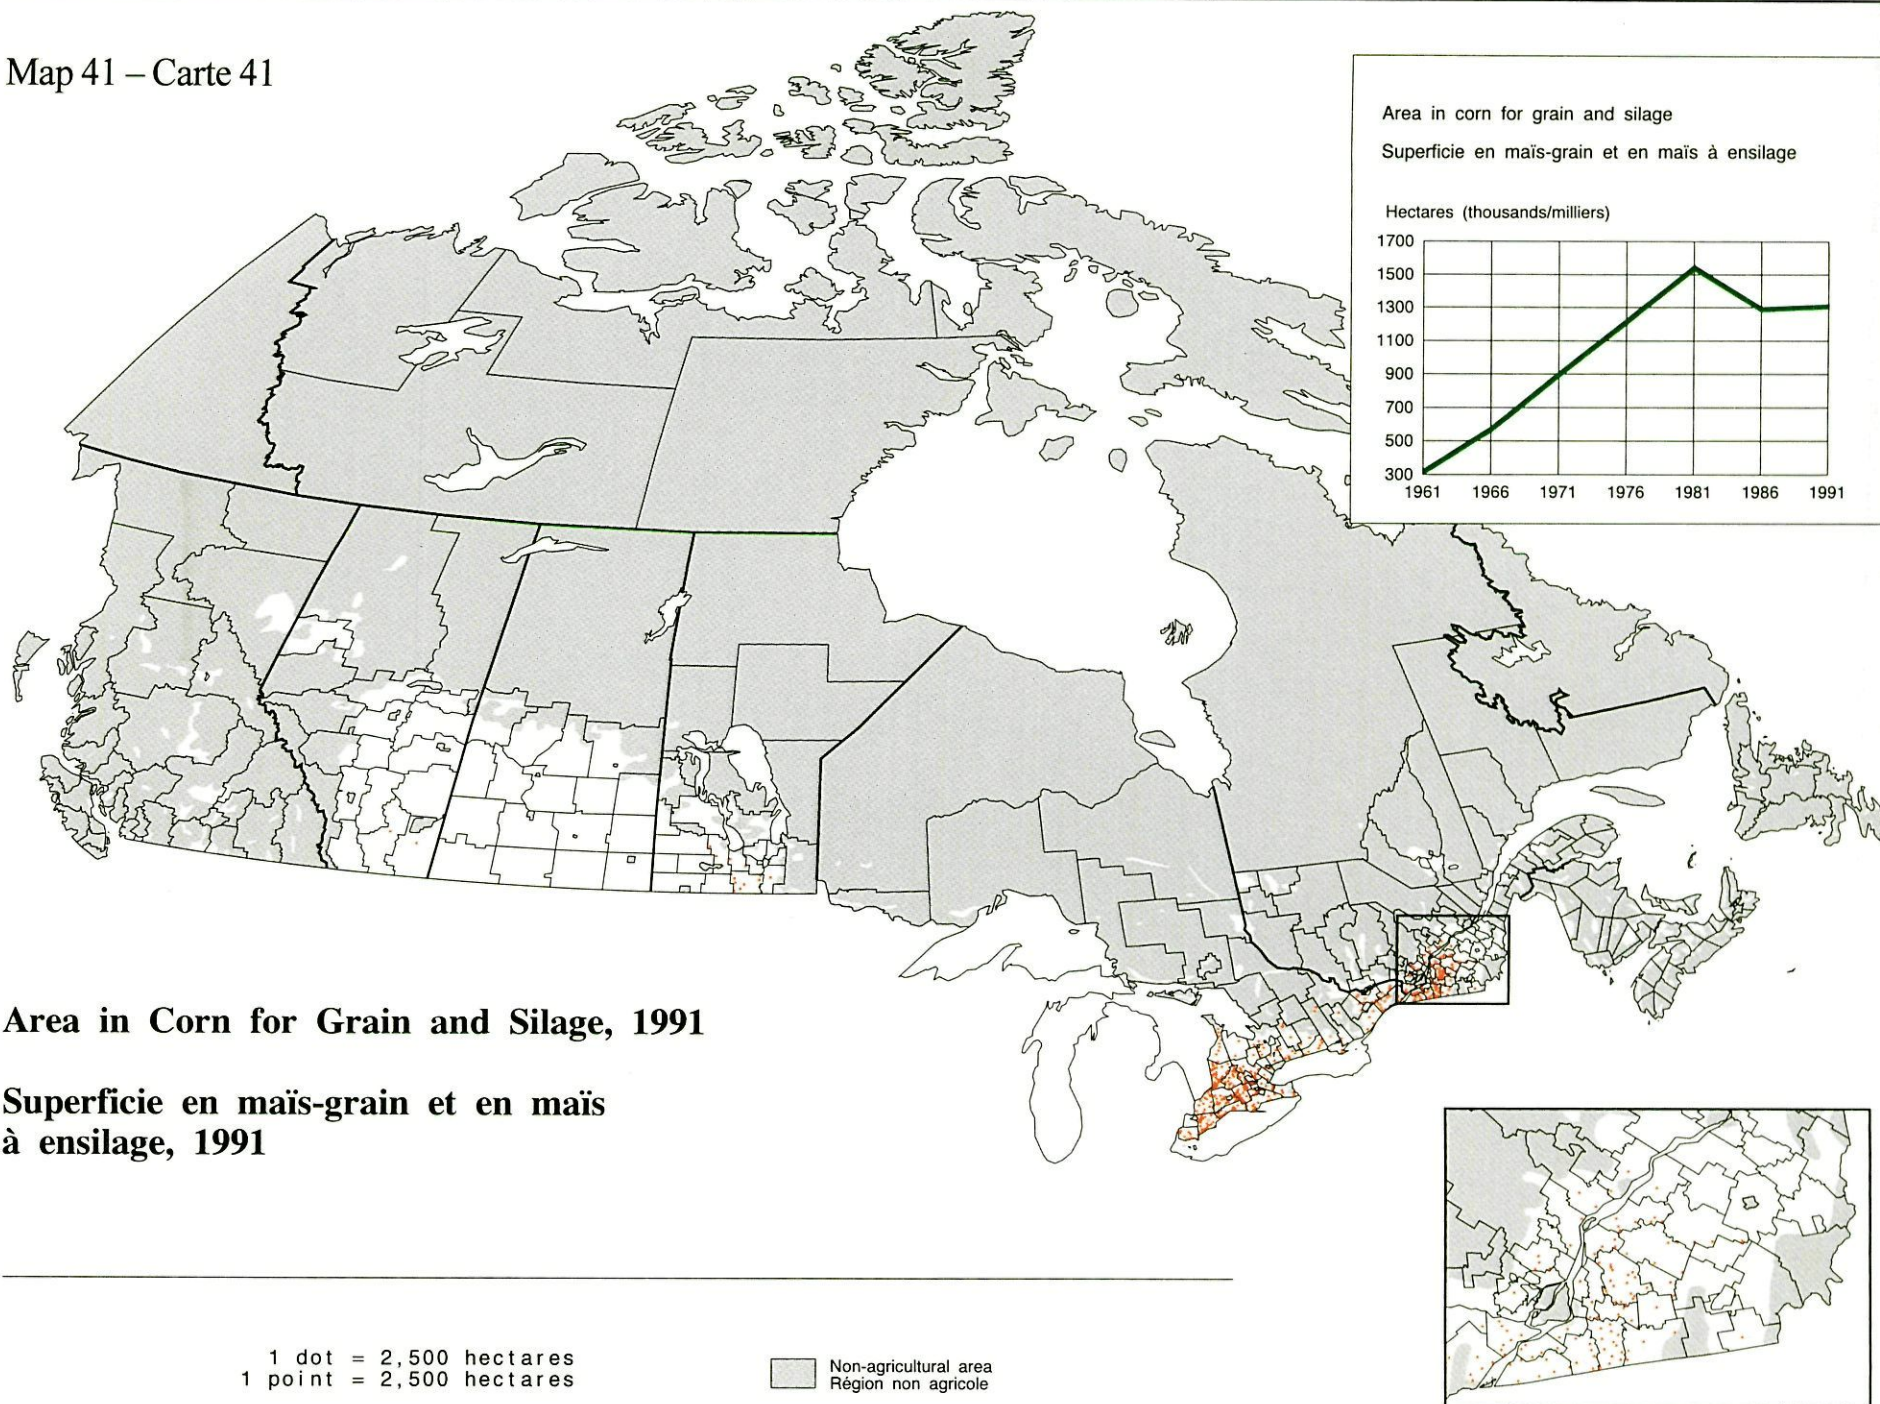 Map 41 – Carte 41
Area in corn for grain and silage
Superficie en maïs-grain et en maïs à ensilage
Hectares (thousands/milliers)
1700
1500
1300
1100
900
700
500
300
1961 1966 1971 1976 1981 1986 1991
Area in Corn for Grain and Silage, 1991
Superficie en maïs-grain et en maïs
à ensilage, 1991
1 dot = 2,500 hectares
1 point = 2,500 hectares
Non-agricultural area
Région non agricole